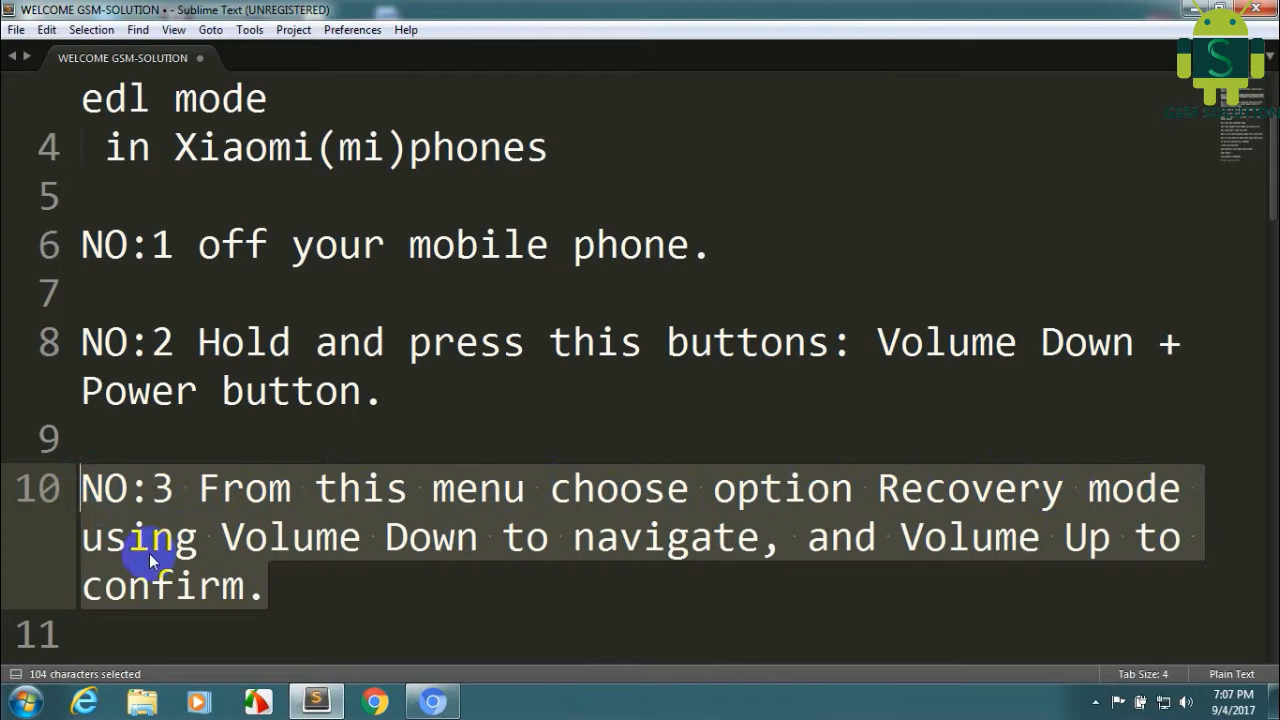 WELCOME GSM-SOLUTION • - Sublime Text (UNREGISTERED)
File Edit Selection Find View Goto Tools Project Preferences Help
WELCOME GSM-SOLUTION
S
GSM SOLUTION
edl mode
4 in Xiaomi(mi)phones
5
6 NO:1 off your mobile phone.
7
8 NO:2 Hold and press this buttons: Volume Down +
Power button.
9
10 NO:3 From this menu choose option Recovery mode
using Volume Down to navigate, and Volume Up to
confirm.
11
104 characters selected Tab Size: 4 Plain Text
7:07 PM
9/4/2017